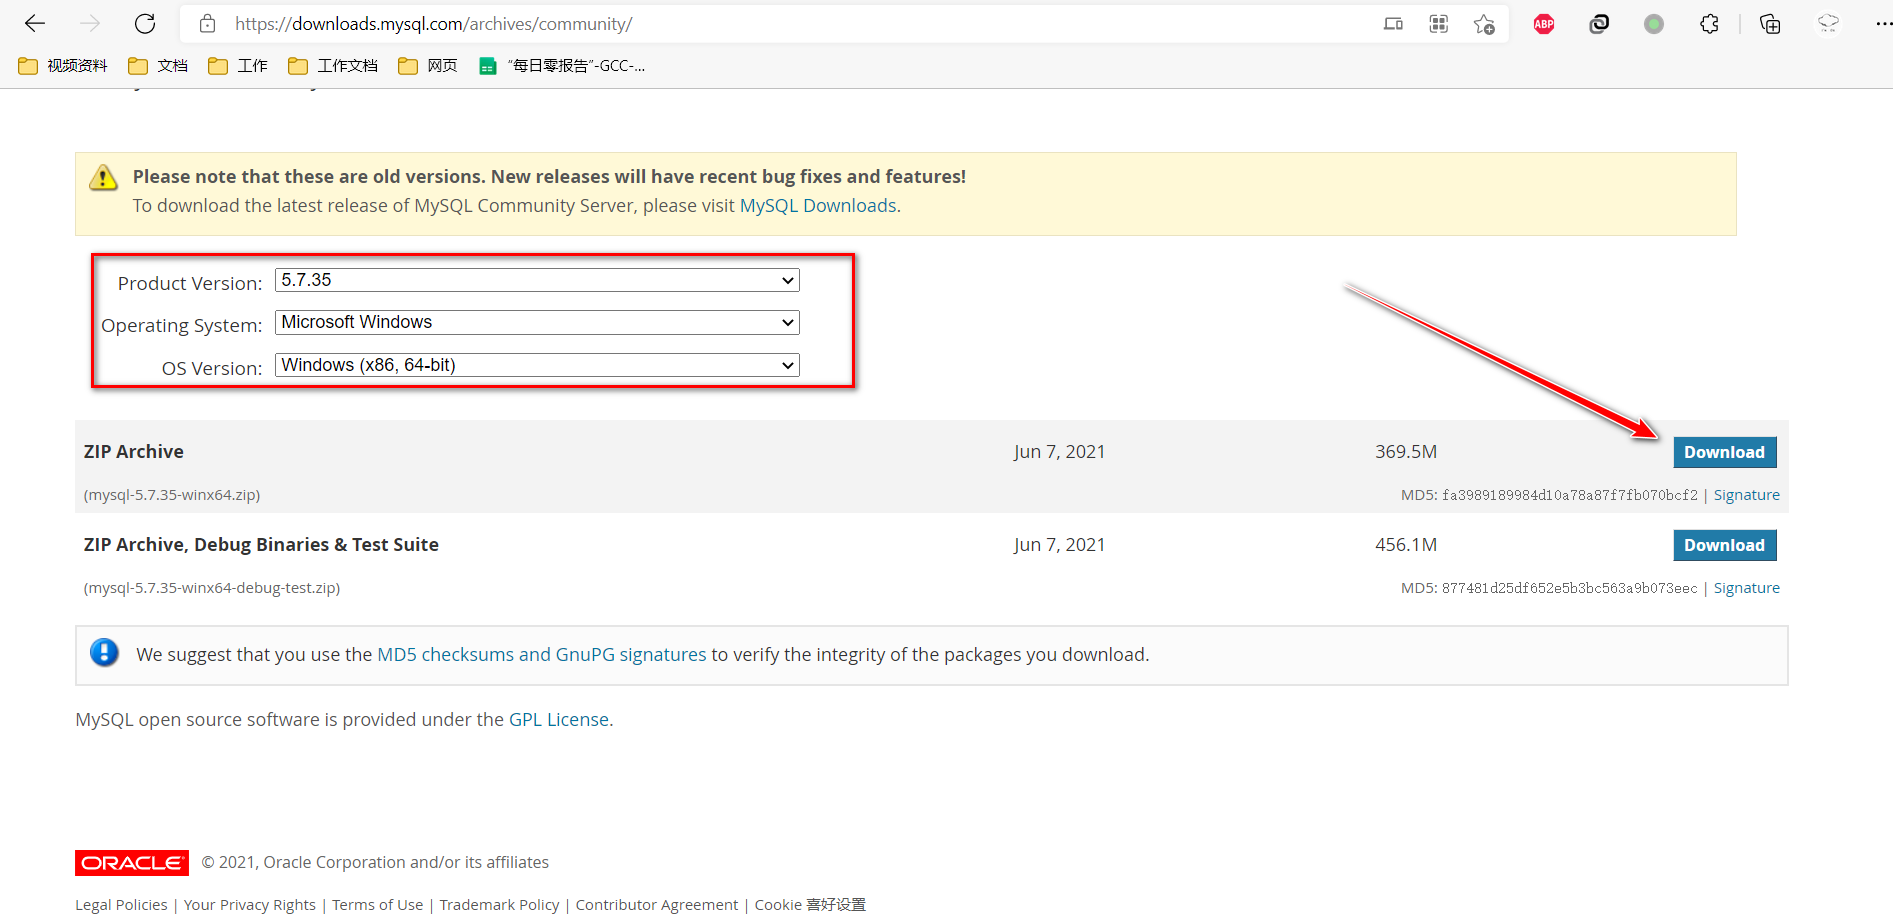 https://downloads.mysql.com/archives/community/
ABP
视频资料 文档 工作 工作文档 网页 “每日零报告”-GCC-...
Please note that these are old versions. New releases will have recent bug fixes and features!
To download the latest release of MySQL Community Server, please visit MySQL Downloads.
Product Version: 5.7.35
Operating System: Microsoft Windows
OS Version: Windows (x86, 64-bit)
ZIP Archive Jun 7, 2021 369.5M Download
(mysql-5.7.35-winx64.zip) MD5: fa3989189984d10a78a87f7fb070bcf2 | Signature
ZIP Archive, Debug Binaries & Test Suite Jun 7, 2021 456.1M Download
(mysql-5.7.35-winx64-debug-test.zip) MD5: 877481d25df652e5b3bc563a9b073eec | Signature
We suggest that you use the MD5 checksums and GnuPG signatures to verify the integrity of the packages you download.
MySQL open source software is provided under the GPL License.
ORACLE © 2021, Oracle Corporation and/or its affiliates
Legal Policies | Your Privacy Rights | Terms of Use | Trademark Policy | Contributor Agreement | Cookie 喜好设置